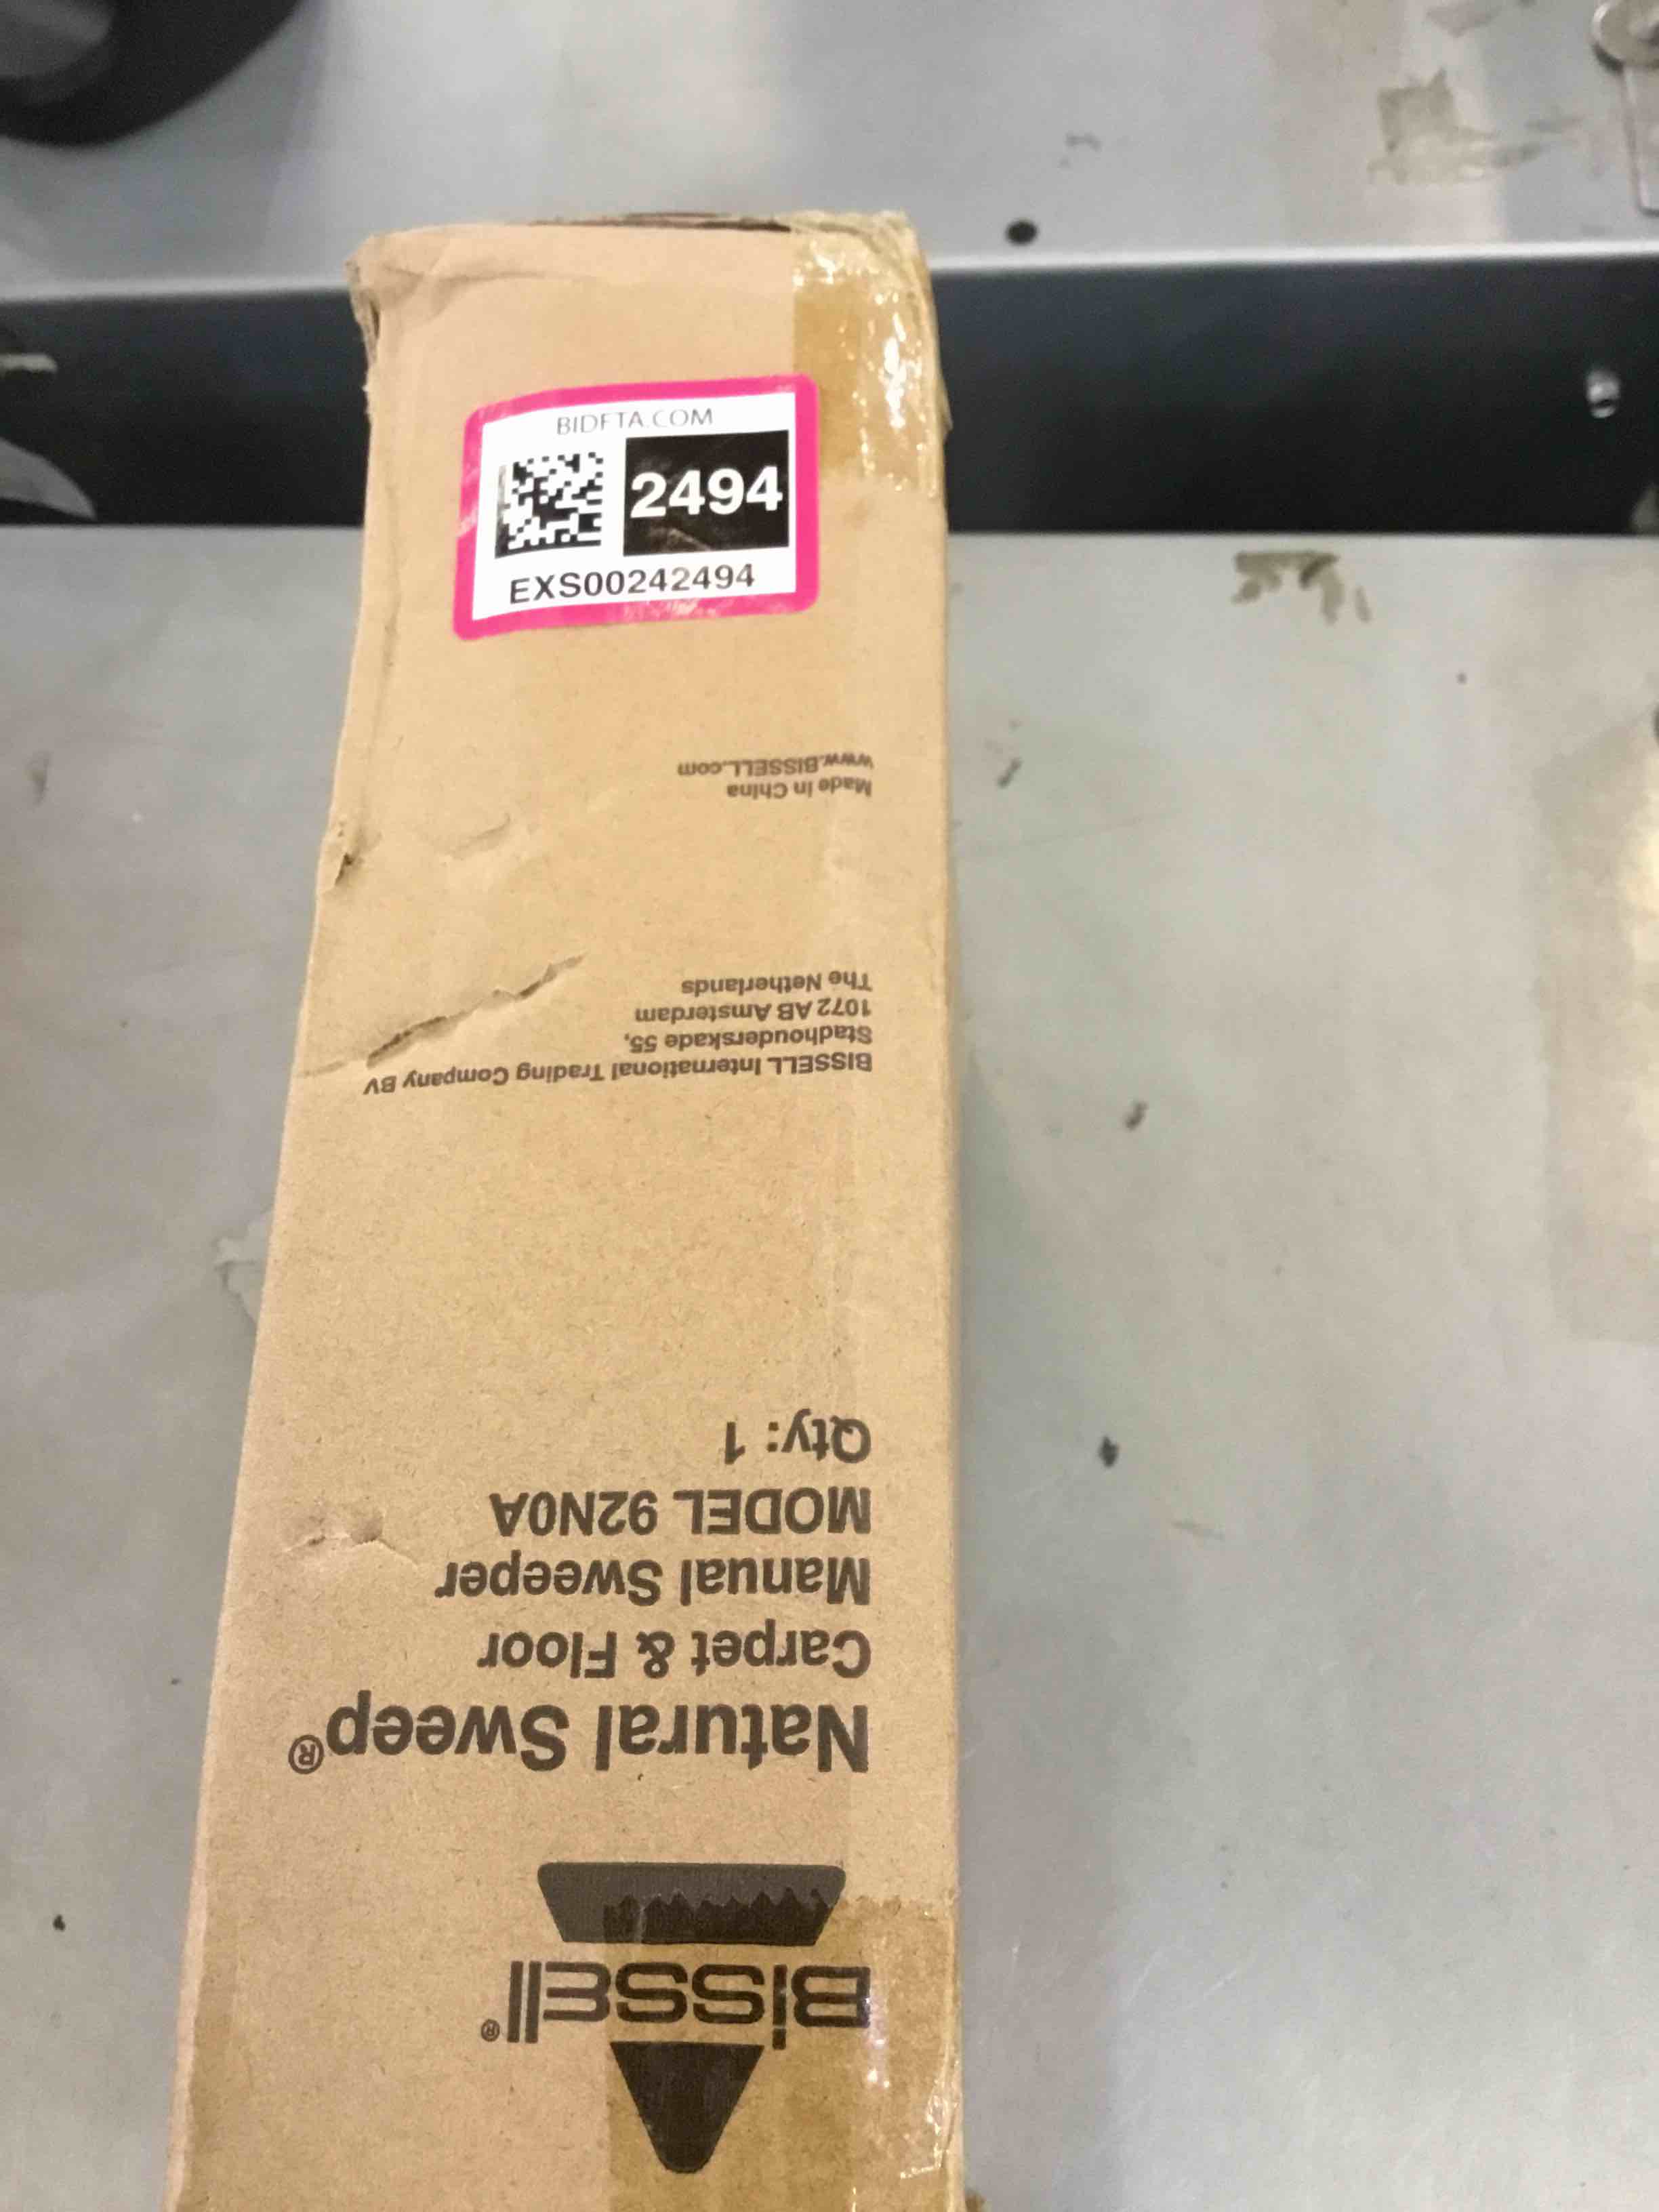 BIDFTA.COM
2494
EXS00242494
BISSELL®
Natural Sweep®
Carpet & Floor
Manual Sweeper
MODEL 92N0A
Qty: 1
BISSELL International Trading Company BV
Stadhouderskade 55,
1072 AB Amsterdam
The Netherlands
Made in China
www.BISSELL.com